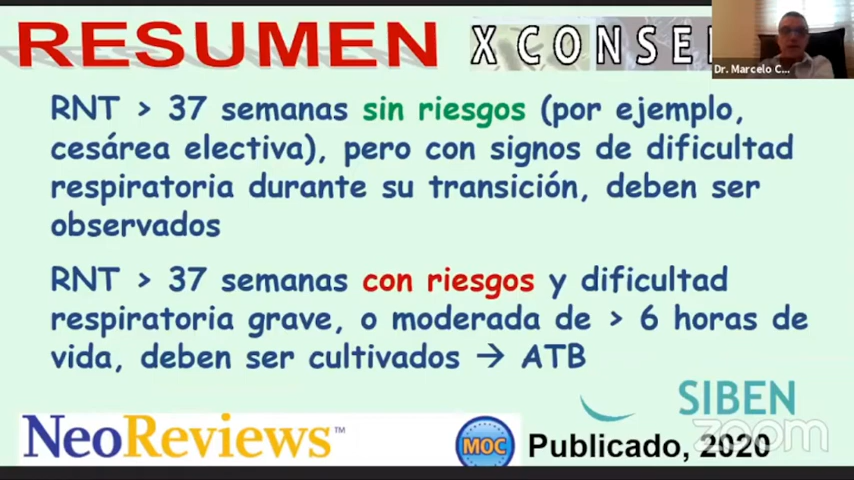 RESUMEN X CONSE
Dr. Marcelo C...
RNT > 37 semanas sin riesgos (por ejemplo,
cesárea electiva), pero con signos de dificultad
respiratoria durante su transición, deben ser
observados
RNT > 37 semanas con riesgos y dificultad
respiratoria grave, o moderada de > 6 horas de
vida, deben ser cultivados → ATB
SIBEN
zoom
NeoReviews™
MOC
Publicado, 2020